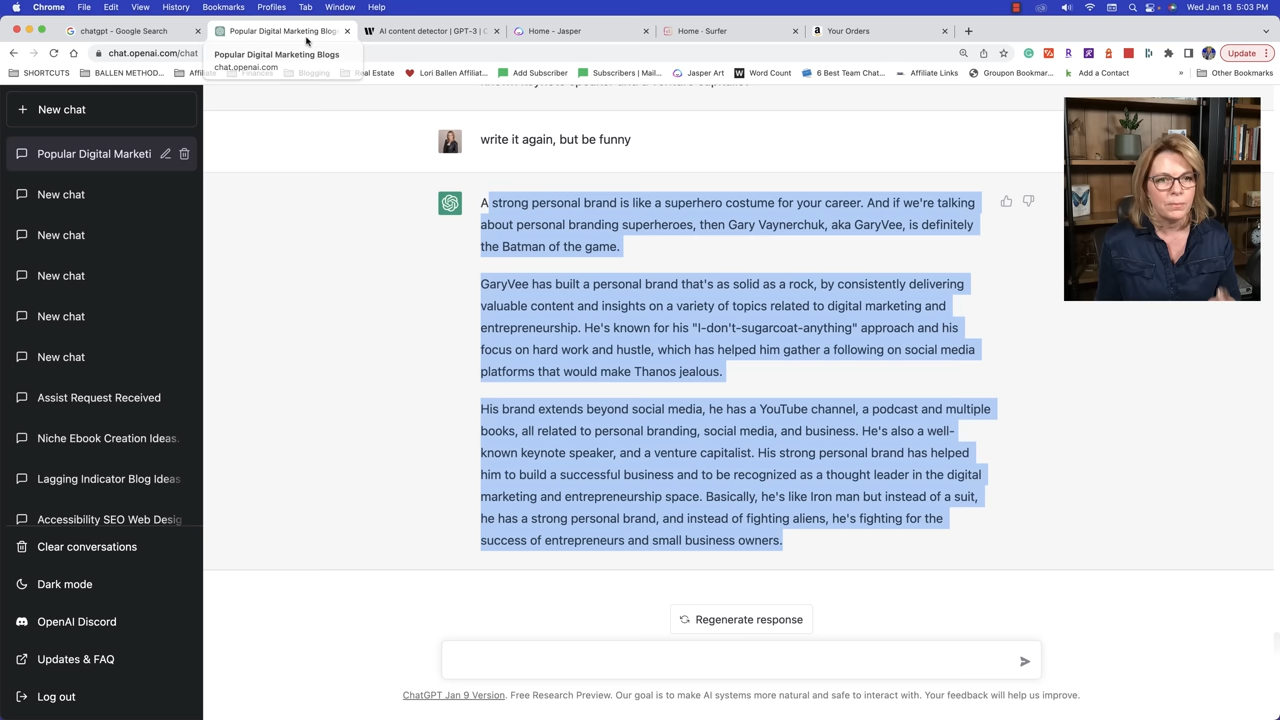 Chrome File Edit View History Bookmarks Profiles Tab Window Help Wed Jan 18 5:03 PM
chatgpt - Google Search Popular Digital Marketing Blog AI content detector | GPT-3 | C Home - Jasper Home - Surfer Your Orders
chat.openai.com/chat Update
Popular Digital Marketing Blogs
chat.openai.com
SHORTCUTS BALLEN METHOD... Affiliate Finances Blogging Real Estate Lori Ballen Affiliat... Add Subscriber Subscribers | Mail... Jasper Art Word Count 6 Best Team Chat... Affiliate Links Groupon Bookmar... Add a Contact » Other Bookmarks
New chat
Popular Digital Marketi
New chat
New chat
New chat
New chat
New chat
Assist Request Received
Niche Ebook Creation Ideas.
Lagging Indicator Blog Ideas
Accessibility SEO Web Desig
Clear conversations
Dark mode
OpenAI Discord
Updates & FAQ
Log out
write it again, but be funny
A strong personal brand is like a superhero costume for your career. And if we're talking
about personal branding superheroes, then Gary Vaynerchuk, aka GaryVee, is definitely
the Batman of the game.
GaryVee has built a personal brand that's as solid as a rock, by consistently delivering
valuable content and insights on a variety of topics related to digital marketing and
entrepreneurship. He's known for his "I-don't-sugarcoat-anything" approach and his
focus on hard work and hustle, which has helped him gather a following on social media
platforms that would make Thanos jealous.
His brand extends beyond social media, he has a YouTube channel, a podcast and multiple
books, all related to personal branding, social media, and business. He's also a well-
known keynote speaker, and a venture capitalist. His strong personal brand has helped
him to build a successful business and to be recognized as a thought leader in the digital
marketing and entrepreneurship space. Basically, he's like Iron man but instead of a suit,
he has a strong personal brand, and instead of fighting aliens, he's fighting for the
success of entrepreneurs and small business owners.
Regenerate response
ChatGPT Jan 9 Version. Free Research Preview. Our goal is to make AI systems more natural and safe to interact with. Your feedback will help us improve.